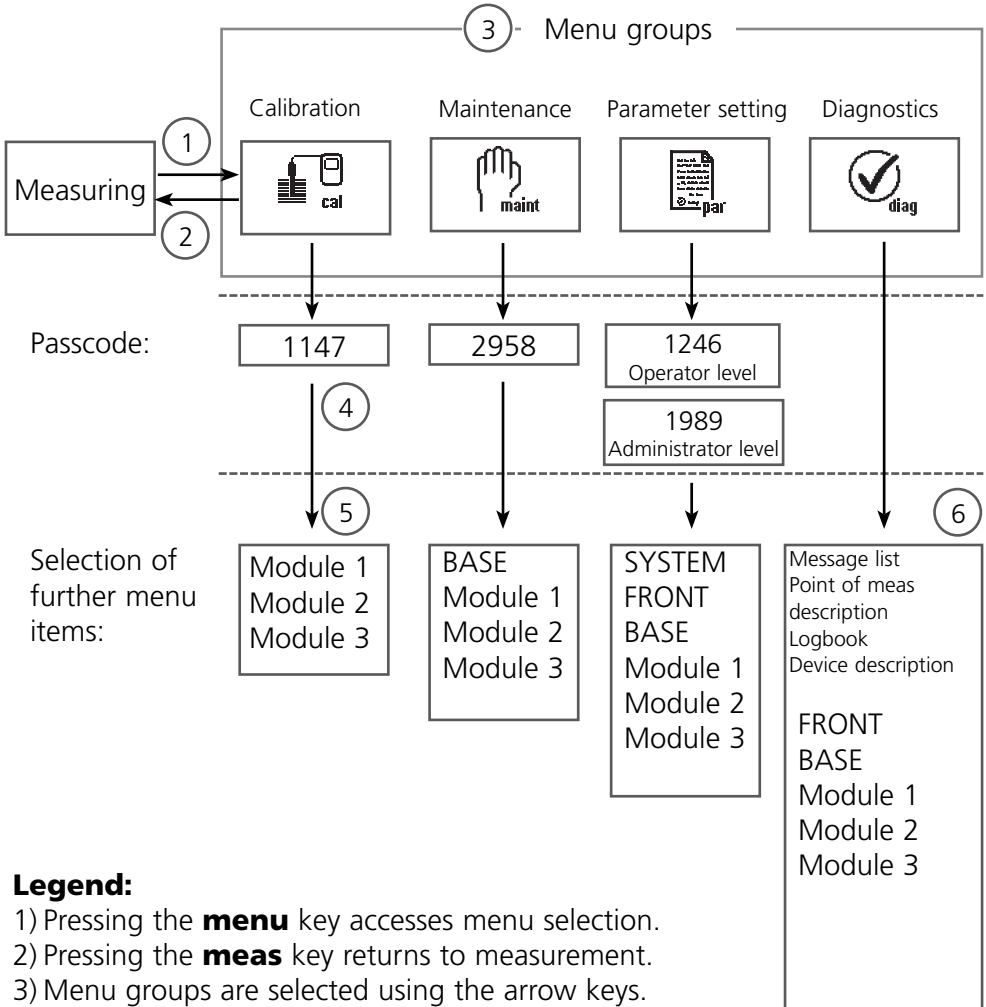 3 Menu groups
Calibration Maintenance Parameter setting Diagnostics
1
Measuring
cal maint par diag
2
Passcode:
1147 2958 1246
Operator level
4
1989
Administrator level
5 6
Selection of
further menu
items:
Module 1
Module 2
Module 3
BASE
Module 1
Module 2
Module 3
SYSTEM
FRONT
BASE
Module 1
Module 2
Module 3
Message list
Point of meas
description
Logbook
Device description
FRONT
BASE
Module 1
Module 2
Module 3
Legend:
1) Pressing the menu key accesses menu selection.
2) Pressing the meas key returns to measurement.
3) Menu groups are selected using the arrow keys.